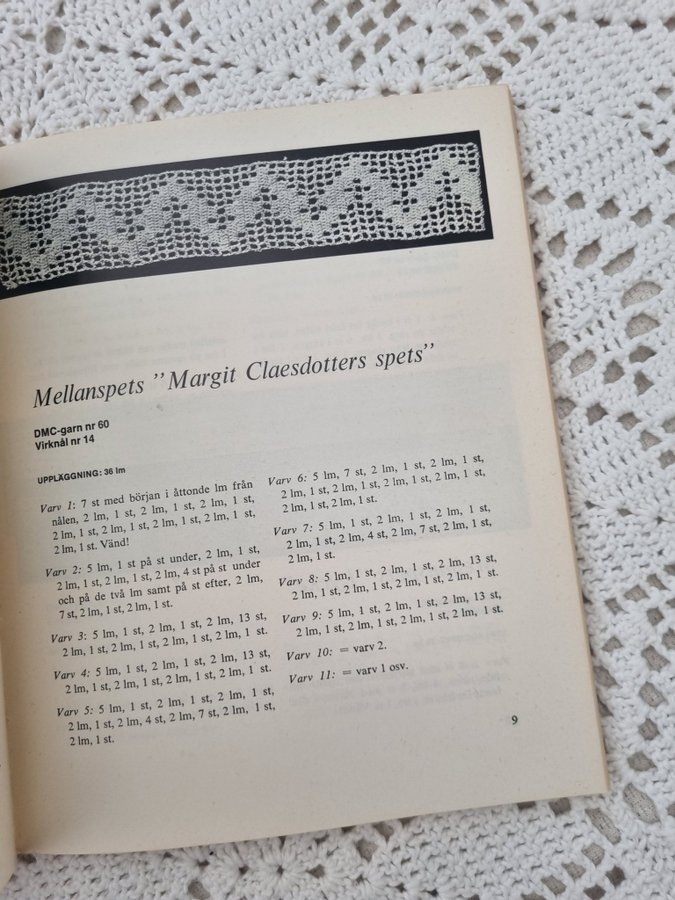 Mellanspets ”Margit Claesdotters spets”
DMC-garn nr 60
Virknål nr 14
UPPLÄGGNING: 36 lm
Varv 1: 7 st med början i åttonde lm från
nålen, 2 lm, 1 st, 2 lm, 1 st, 2 lm, 1 st,
2 lm, 1 st, 2 lm, 1 st, 2 lm, 1 st, 2 lm, 1 st,
2 lm, 1 st. Vänd!
Varv 2: 5 lm, 1 st på st under, 2 lm, 1 st,
2 lm, 1 st, 2 lm, 1 st, 2 lm, 4 st på st under
och på de två lm samt på st efter, 2 lm,
7 st, 2 lm, 1 st, 2 lm, 1 st.
Varv 3: 5 lm, 1 st, 2 lm, 1 st, 2 lm, 13 st,
2 lm, 1 st, 2 lm, 1 st, 2 lm, 1 st, 2 lm, 1 st.
Varv 4: 5 lm, 1 st, 2 lm, 1 st, 2 lm, 13 st,
2 lm, 1 st, 2 lm, 1 st, 2 lm, 1 st, 2 lm, 1 st.
Varv 5: 5 lm, 1 st, 2 lm, 1 st, 2 lm, 1 st,
2 lm, 1 st, 2 lm, 4 st, 2 lm, 7 st, 2 lm, 1 st,
2 lm, 1 st.
Varv 6: 5 lm, 7 st, 2 lm, 1 st, 2 lm, 1 st,
2 lm, 1 st, 2 lm, 1 st, 2 lm, 1 st, 2 lm, 1 st,
2 lm, 1 st, 2 lm, 1 st.
Varv 7: 5 lm, 1 st, 2 lm, 1 st, 2 lm, 1 st,
2 lm, 1 st, 2 lm, 4 st, 2 lm, 7 st, 2 lm, 1 st,
2 lm, 1 st.
Varv 8: 5 lm, 1 st, 2 lm, 1 st, 2 lm, 13 st,
2 lm, 1 st, 2 lm, 1 st, 2 lm, 1 st, 2 lm, 1 st.
Varv 9: 5 lm, 1 st, 2 lm, 1 st, 2 lm, 13 st,
2 lm, 1 st, 2 lm, 1 st, 2 lm, 1 st, 2 lm, 1 st.
Varv 10: = varv 2.
Varv 11: = varv 1 osv.
9